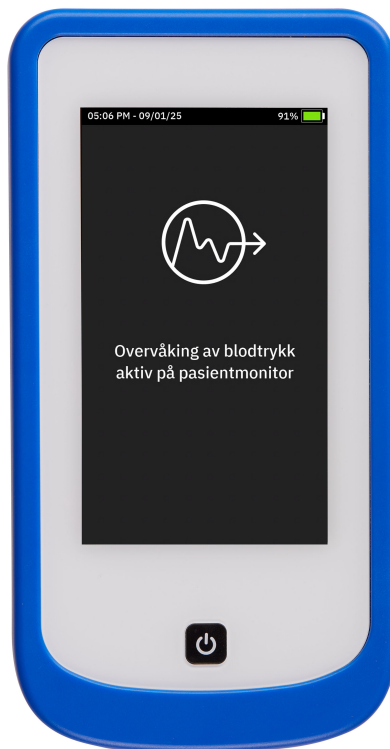 05:06 PM - 09/01/25 91%
Overvåking av blodtrykk
aktiv på pasientmonitor